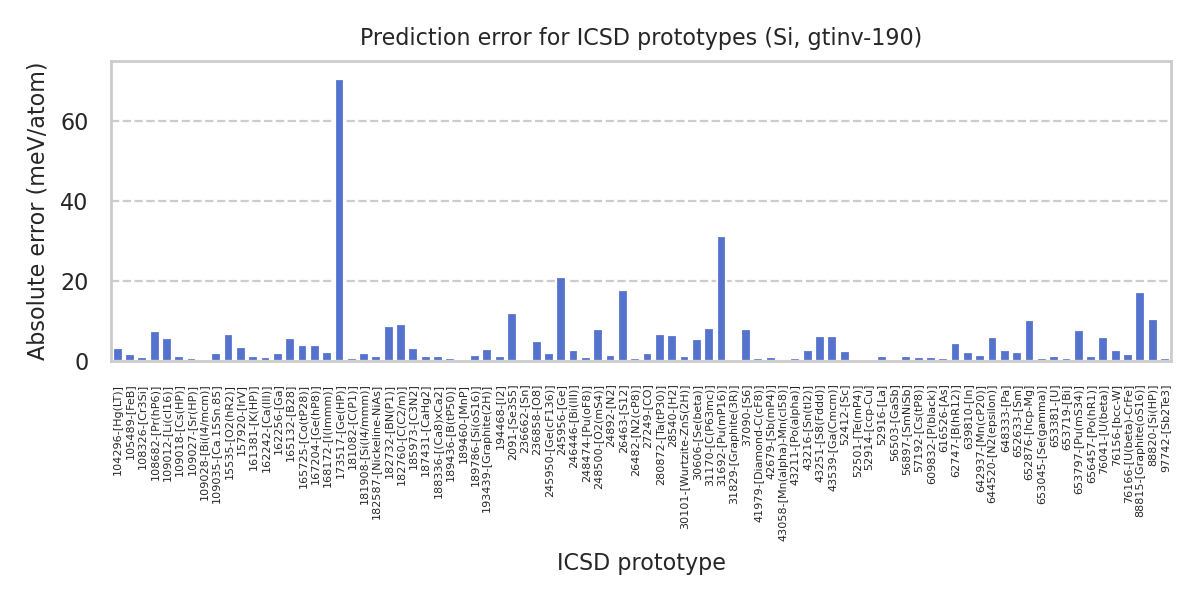 Prediction error for ICSD prototypes (Si, gtinv-190)
Absolute error (meV/atom)
60
40
20
0
104296-[Hg(LT)]
105489-[FeB]
108326-[Cr3Si]
108682-[Pr(hP6)]
109012-[Li(cI16)]
109018-[Cs(HP)]
109027-[Sr(HP)]
109028-[Bi(I4/mcm)]
109035-[Ca.15Sn.85]
15535-[O2(hR2)]
157920-[IrV]
161381-[K(HP)]
162242-[Ca(III)]
162256-[Ga]
165132-[B28]
165725-[Co(tP28)]
167204-[Ge(hP8)]
168172-[I(Immm)]
173517-[Ge(HP)]
181082-[C(P1)]
181908-[Si(I4/mmm)]
182587-[Nickeline-NiAs]
182732-[BN(P1)]
182760-[C(C2/m)]
185973-[C3N2]
187431-[CaHg2]
188336-[(Ca8)xCa2]
189436-[B(tP50)]
189460-[MnP]
189786-[Si(oS16)]
193439-[Graphite(2H)]
194468-[I2]
2091-[Se3S5]
236662-[Sn]
236858-[O8]
245950-[Ge(cF136)]
245956-[Ge]
246446-[Bi(III)]
248474-[Pu(oF8)]
248500-[O2(mS4)]
24892-[N2]
26463-[S12]
26482-[N2(cP8)]
27249-[CO]
280872-[Ta(tP30)]
28540-[H2]
30101-[Wurtzite-ZnS(2H)]
30606-[Se(beta)]
31170-[C(P63mc)]
31692-[Pu(mP16)]
31829-[Graphite(3R)]
37090-[S6]
41979-[Diamond-C(cF8)]
42679-[Sb(mP4)]
43058-[Mn(alpha)-Mn(cI58)]
43211-[Po(alpha)]
43216-[Sn(tI2)]
43251-[S8(Fddd)]
43539-[Ga(Cmcm)]
52412-[Sc]
52501-[Te(mP4)]
52914-[fcc-Cu]
52916-[La]
56503-[GaSb]
56897-[SmNiSb]
57192-[Cs(tP8)]
609832-[P(black)]
616526-[As]
62747-[B(hR12)]
639810-[In]
642937-[Mn(cP20)]
644520-[N2(epsilon)]
648333-[Pa]
652633-[Sm]
652876-[hcp-Mg]
653045-[Se(gamma)]
653381-[U]
653719-[Bi]
653797-[Pu(mS34)]
656457-[Po(hR1)]
76041-[U(beta)]
76156-[bcc-W]
76166-[U(beta)-CrFe]
88815-[Graphite(oS16)]
88820-[Si(HP)]
97742-[Sb2Te3]
ICSD prototype